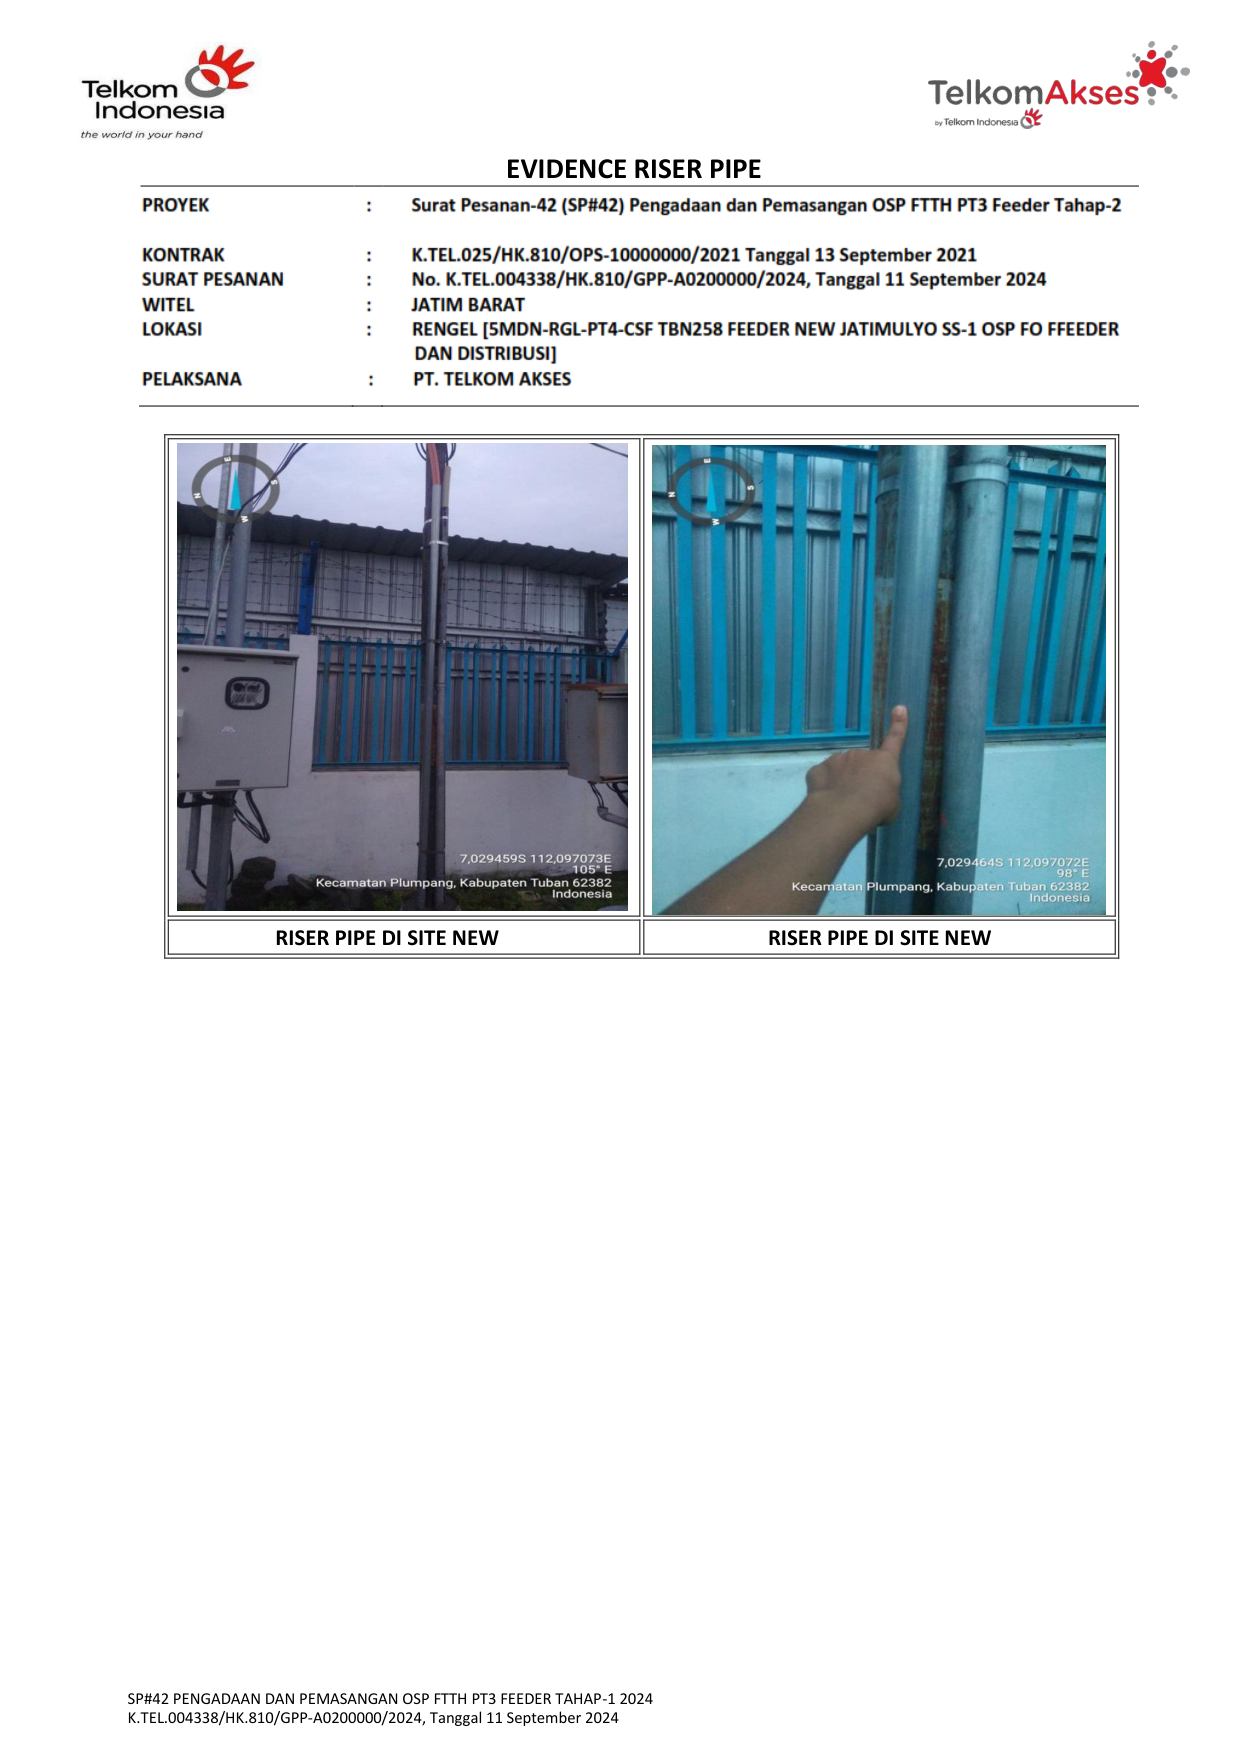 Telkom
Indonesia
the world in your hand
TelkomAkses
by Telkom Indonesia
EVIDENCE RISER PIPE
PROYEK : Surat Pesanan-42 (SP#42) Pengadaan dan Pemasangan OSP FTTH PT3 Feeder Tahap-2
KONTRAK : K.TEL.025/HK.810/OPS-10000000/2021 Tanggal 13 September 2021
SURAT PESANAN : No. K.TEL.004338/HK.810/GPP-A0200000/2024, Tanggal 11 September 2024
WITEL : JATIM BARAT
LOKASI : RENGEL [5MDN-RGL-PT4-CSF TBN258 FEEDER NEW JATIMULYO SS-1 OSP FO FFEEDER
DAN DISTRIBUSI]
PELAKSANA : PT. TELKOM AKSES
E
N
S
W
7,029459S 112,097073E
105° E
Kecamatan Plumpang, Kabupaten Tuban 62382
Indonesia
E
N
S
W
7,029464S 112,097072E
98° E
Kecamatan Plumpang, Kabupaten Tuban 62382
Indonesia
RISER PIPE DI SITE NEW
RISER PIPE DI SITE NEW
SP#42 PENGADAAN DAN PEMASANGAN OSP FTTH PT3 FEEDER TAHAP-1 2024
K.TEL.004338/HK.810/GPP-A0200000/2024, Tanggal 11 September 2024